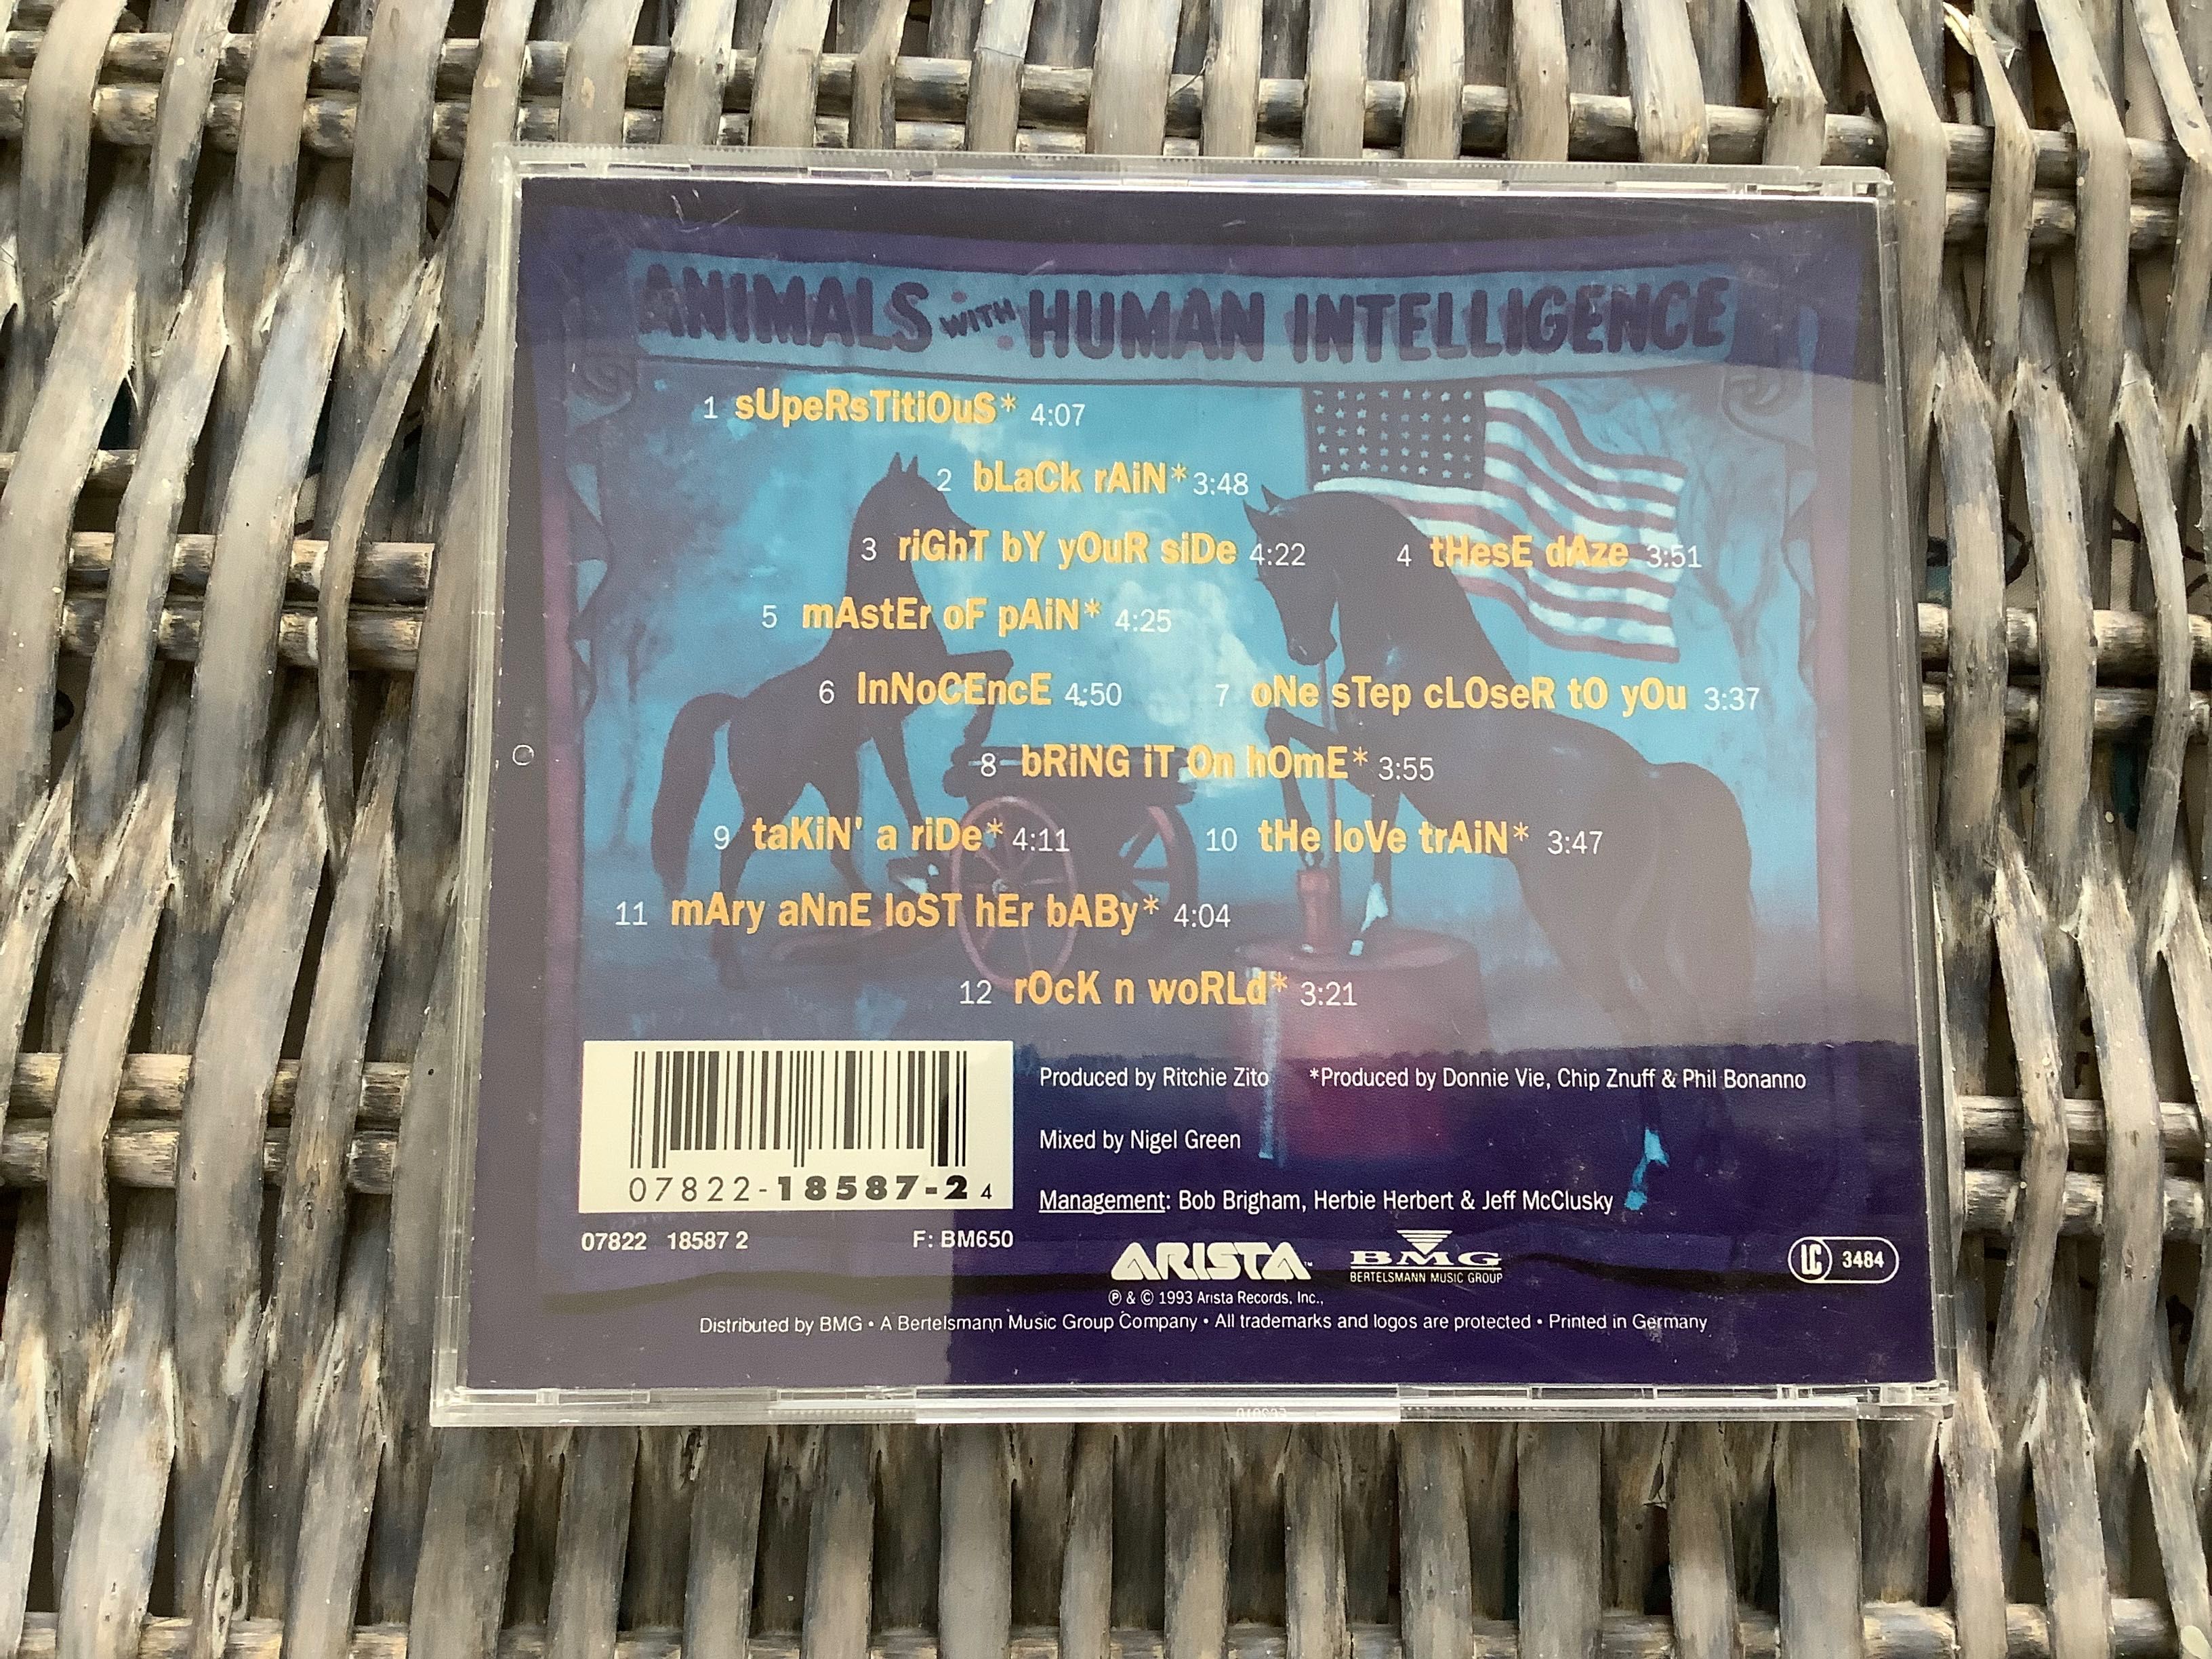 ANIMALS WITH HUMAN INTELLIGENCE
1 sUpeRsTitiOuS* 4:07
2 bLaCk rAiN* 3:48
3 riGhT bY yOuR siDe 4:22 4 tHesE dAze 3:51
5 mAstEr oF pAiN* 4:25
6 InNoCEncE 4:50 7 oNe sTep cLOseR tO yOu 3:37
8 bRiNG iT On hOmE* 3:55
9 taKiN' a riDe* 4:11 10 tHe loVe trAiN* 3:47
11 mAry aNnE loST hEr bABy* 4:04
12 rOcK n woRLd* 3:21
Produced by Ritchie Zito *Produced by Donnie Vie, Chip Znuff & Phil Bonanno
Mixed by Nigel Green
07822-18587-2 4
Management: Bob Brigham, Herbie Herbert & Jeff McClusky
07822 18587 2 F: BM650
ARISTA™ BMG
BERTELSMANN MUSIC GROUP
LC 3484
℗ & © 1993 Arista Records, Inc.,
Distributed by BMG • A Bertelsmann Music Group Company • All trademarks and logos are protected • Printed in Germany